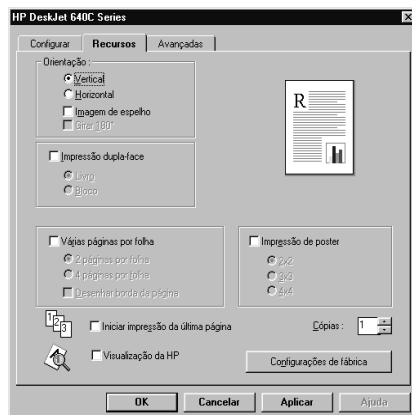 HP DeskJet 640C Series
Configurar Recursos Avançadas
Orientação :
Vertical
Horizontal
Imagem de espelho
Girar 180°
R
Impressão dupla-face
Livro
Bloco
Várias páginas por folha
2 páginas por folha
4 páginas por folha
Desenhar borda da página
Impressão de poster
2x2
3x3
4x4
1 2 3
Iniciar impressão da última página
Cópias : 1
Visualização da HP
Configurações de fábrica
OK Cancelar Aplicar Ajuda